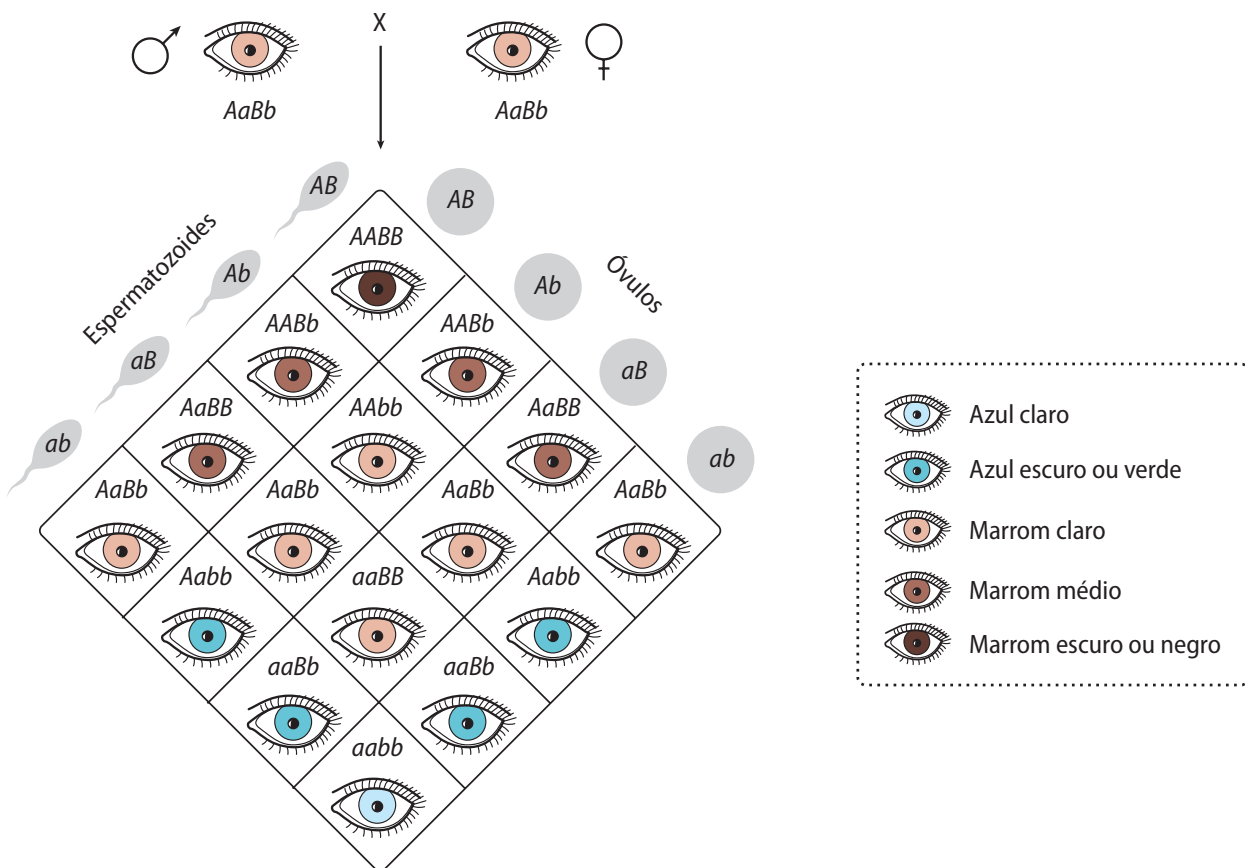 X
AaBb
AaBb
Espermatozoides
Óvulos
AB
Ab
aB
ab
AB
Ab
aB
ab
AABB
AABb
AABb
AaBB
AAbb
AaBB
AaBb
AaBb
AaBb
AaBb
Aabb
aaBB
Aabb
aaBb
aaBb
aabb
Azul claro
Azul escuro ou verde
Marrom claro
Marrom médio
Marrom escuro ou negro